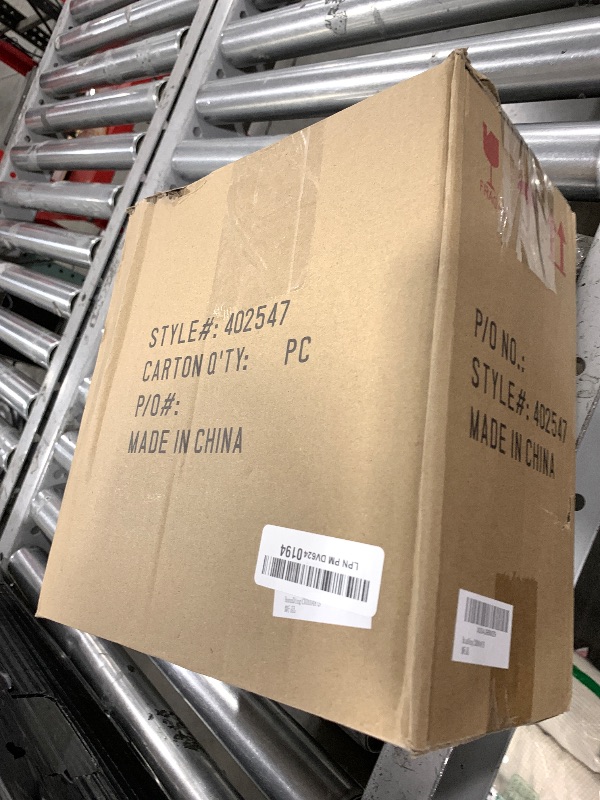 STYLE#: 402547
CARTON Q'TY: PC
P/O#:
MADE IN CHINA
LPN PM DV624 0194
P/O NO.:
STYLE#: 402547
MADE IN CHINA